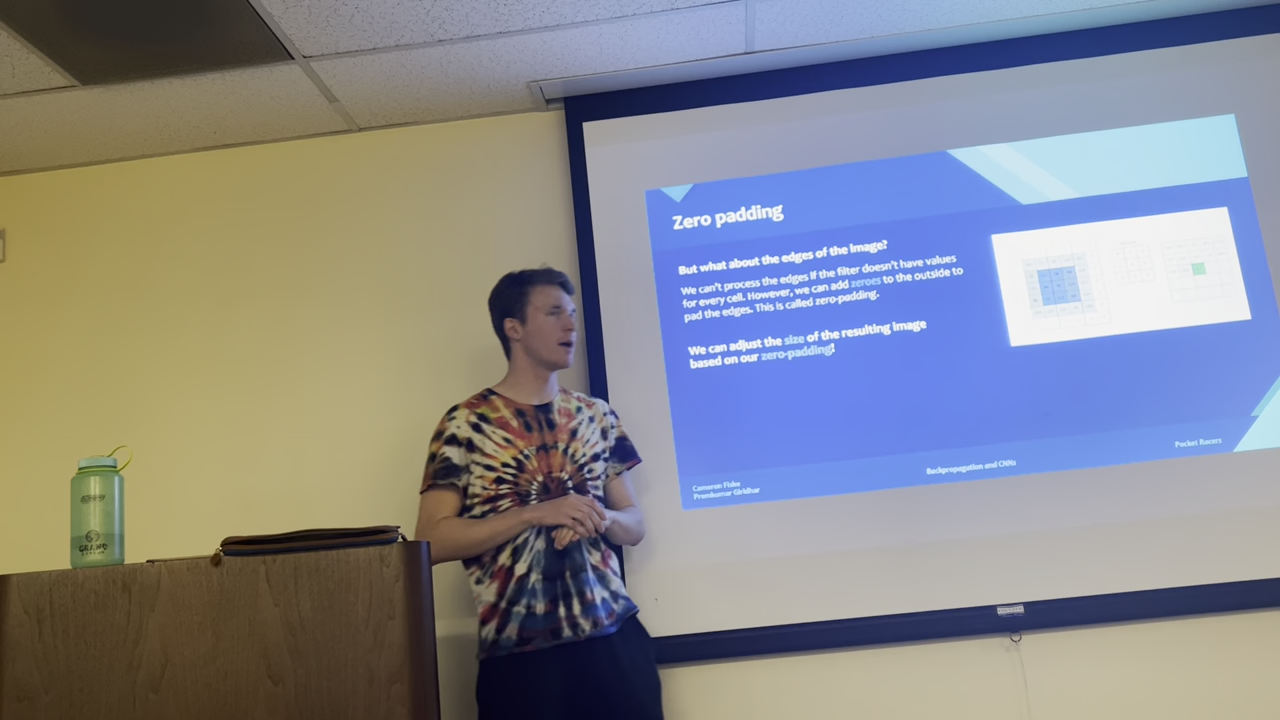 Zero padding
But what about the edges of the image?
We can't process the edges if the filter doesn't have values
for every cell. However, we can add zeroes to the outside to
pad the edges. This is called zero-padding.
We can adjust the size of the resulting image
based on our zero-padding!
Cameron Fiske
Premkumar Giridhar
Backpropagation and CNNs
Pocket Racers
GRAND